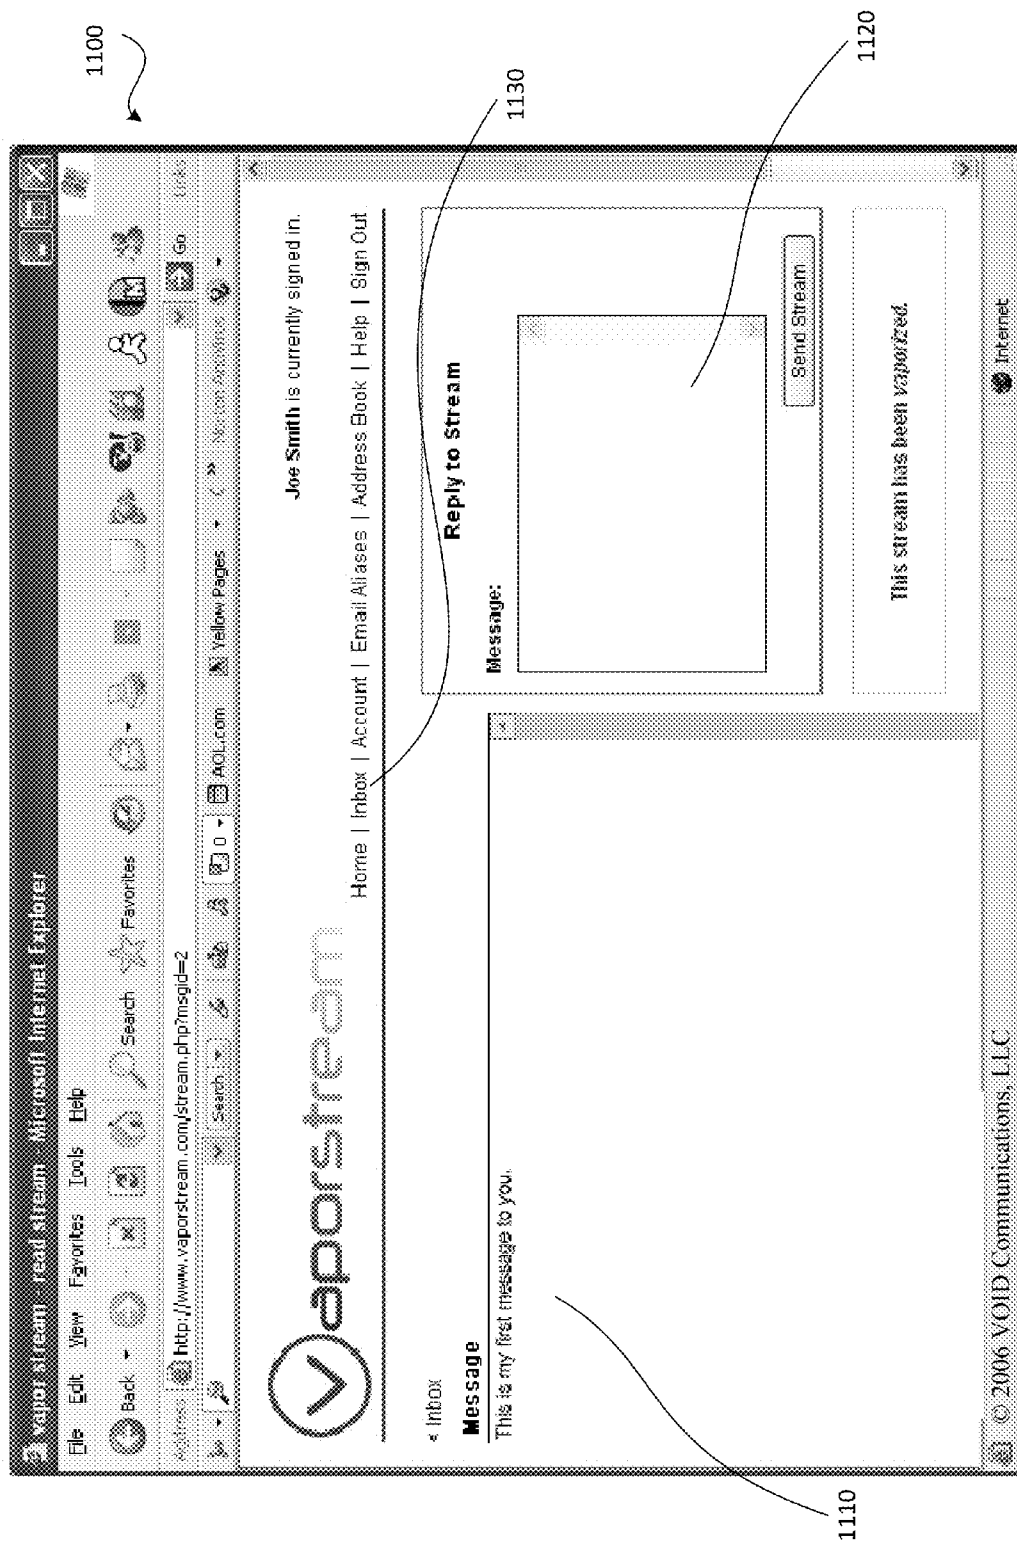 1100
vapor stream - read stream - Microsoft Internet Explorer
File Edit View Favorites Tools Help
Back Search Favorites
Address http://www.vaporstream.com/stream.php?msgid=2 Go Links
Search 0 AOL.com Yellow Pages Norton AntiVirus
vaporstream
Joe Smith is currently signed in.
Home | Inbox | Account | Email Aliases | Address Book | Help | Sign Out
1130
« Inbox
Message
This is my first message to you.
1110
Reply to Stream
Message:
1120
Send Stream
This stream has been vaporized.
© 2006 VOID Communications, LLC
Internet